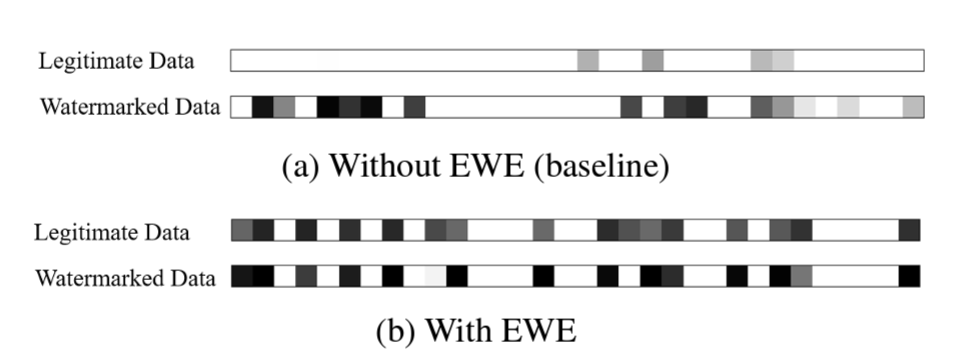 Legitimate Data
Watermarked Data
(a) Without EWE (baseline)
Legitimate Data
Watermarked Data
(b) With EWE